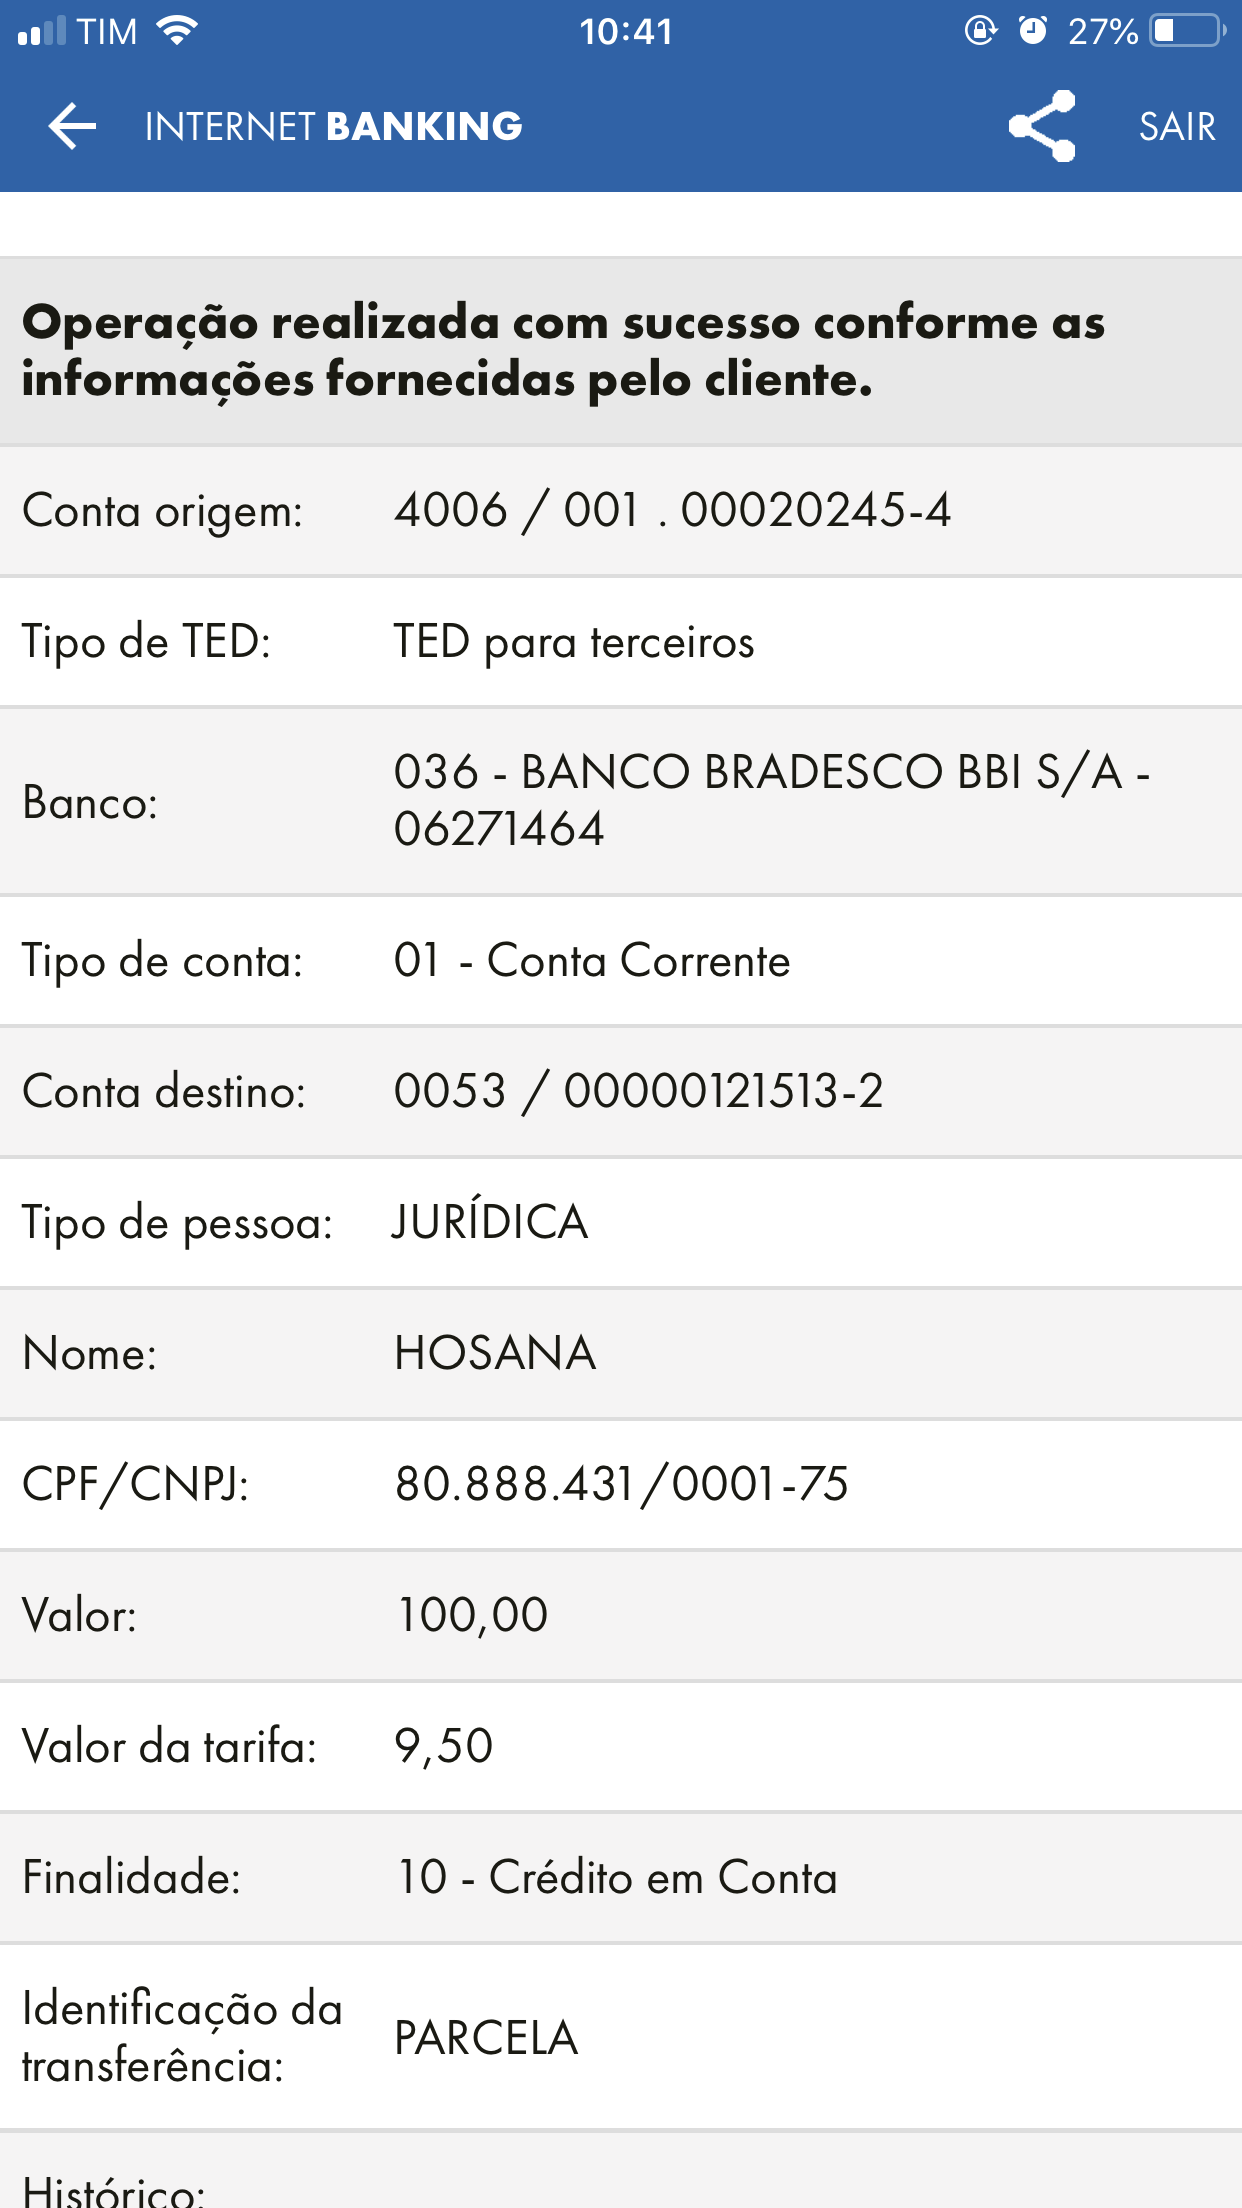 TIM 10:41 27%
INTERNET BANKING SAIR
Operação realizada com sucesso conforme as
informações fornecidas pelo cliente.
Conta origem: 4006 / 001 . 00020245-4
Tipo de TED: TED para terceiros
Banco: 036 - BANCO BRADESCO BBI S/A -
06271464
Tipo de conta: 01 - Conta Corrente
Conta destino: 0053 / 00000121513-2
Tipo de pessoa: JURÍDICA
Nome: HOSANA
CPF/CNPJ: 80.888.431/0001-75
Valor: 100,00
Valor da tarifa: 9,50
Finalidade: 10 - Crédito em Conta
Identificação da
transferência: PARCELA
Histórico: